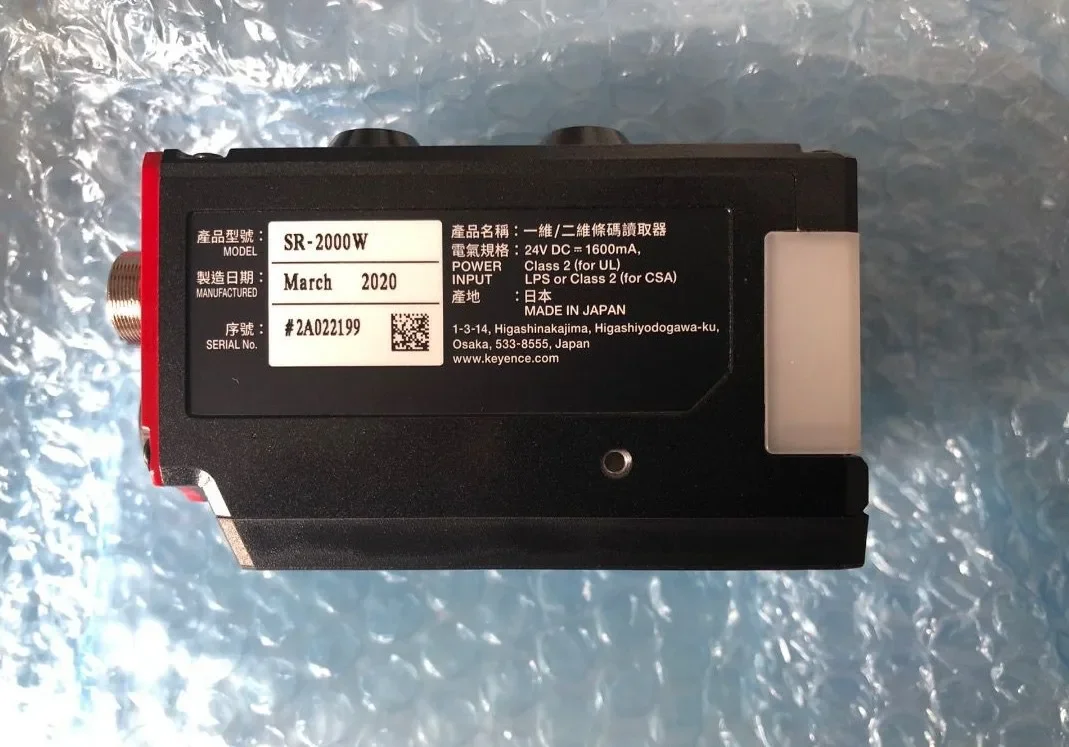 產品型號：
MODEL
SR-2000W
製造日期：
MANUFACTURED
March 2020
序號：
SERIAL No.
#2A022199
產品名稱：一維/二維條碼讀取器
電氣規格：24V DC ⎓ 1600mA,
POWER Class 2 (for UL)
INPUT LPS or Class 2 (for CSA)
產地 ：日本
MADE IN JAPAN
1-3-14, Higashinakajima, Higashiyodogawa-ku,
Osaka, 533-8555, Japan
www.keyence.com